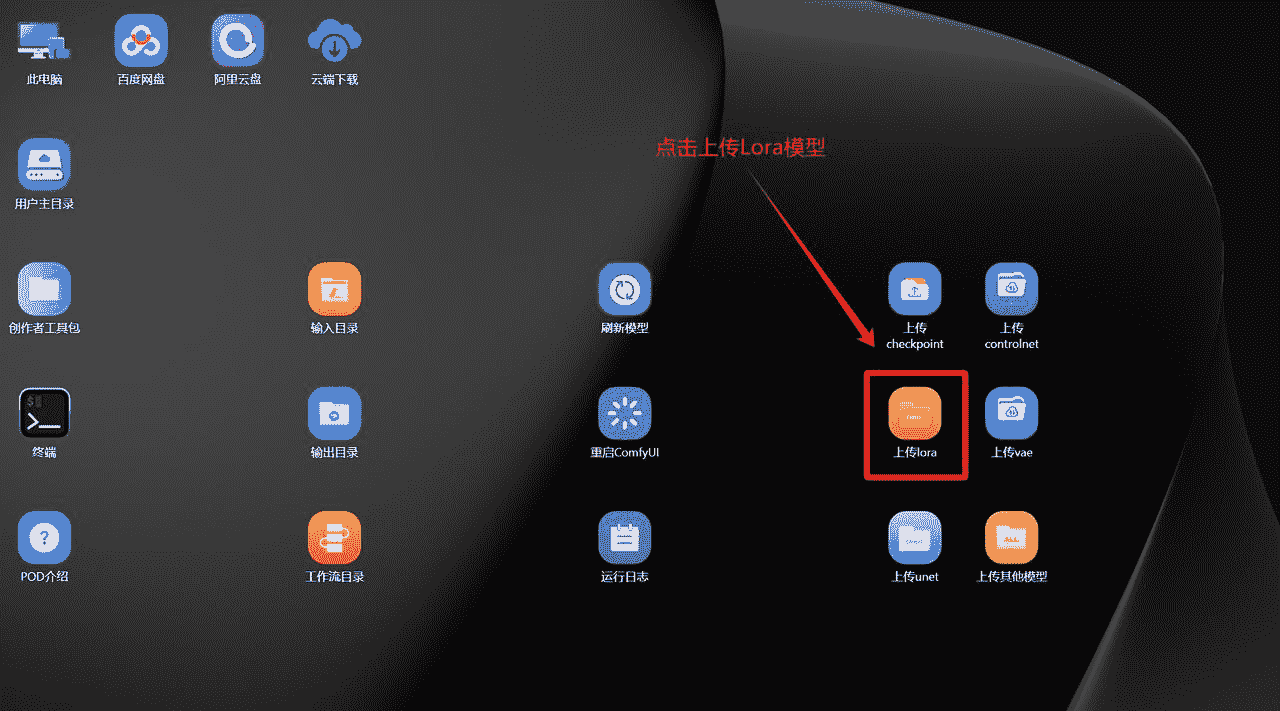 此电脑
百度网盘
阿里云盘
云端下载
点击上传Lora模型
用户主目录
创作者工具包
输入目录
刷新模型
上传
checkpoint
上传
controlnet
终端
输出目录
重启ComfyUI
上传lora
上传vae
POD介绍
工作流目录
运行日志
上传unet
上传其他模型